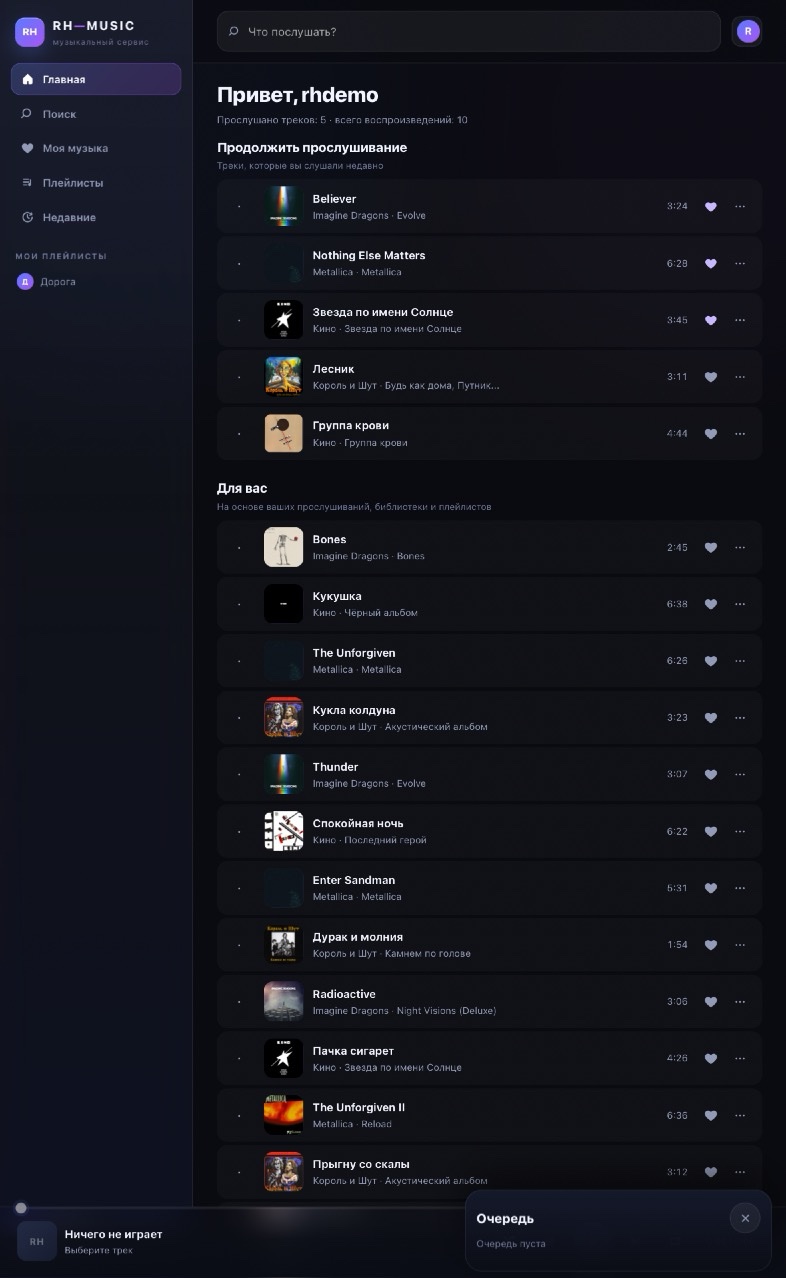 RH
RH—MUSIC
музыкальный сервис
Главная
Поиск
Моя музыка
Плейлисты
Недавние
МОИ ПЛЕЙЛИСТЫ
Д
Дорога
Что послушать?
R
Привет, rhdemo
Прослушано треков: 5 · всего воспроизведений: 10
Продолжить прослушивание
Треки, которые вы слушали недавно
Believer
Imagine Dragons · Evolve
3:24
Nothing Else Matters
Metallica · Metallica
6:28
Звезда по имени Солнце
Кино · Звезда по имени Солнце
3:45
Лесник
Король и Шут · Будь как дома, Путник...
3:11
Группа крови
Кино · Группа крови
4:44
Для вас
На основе ваших прослушиваний, библиотеки и плейлистов
Bones
Imagine Dragons · Bones
2:45
Кукушка
Кино · Чёрный альбом
6:38
The Unforgiven
Metallica · Metallica
6:26
Кукла колдуна
Король и Шут · Акустический альбом
3:23
Thunder
Imagine Dragons · Evolve
3:07
Спокойная ночь
Кино · Последний герой
6:22
Enter Sandman
Metallica · Metallica
5:31
Дурак и молния
Король и Шут · Камнем по голове
1:54
Radioactive
Imagine Dragons · Night Visions (Deluxe)
3:06
Пачка сигарет
Кино · Звезда по имени Солнце
4:26
The Unforgiven II
Metallica · Reload
6:36
Прыгну со скалы
Король и Шут · Акустический альбом
3:12
RH
Ничего не играет
Выберите трек
Очередь
Очередь пуста